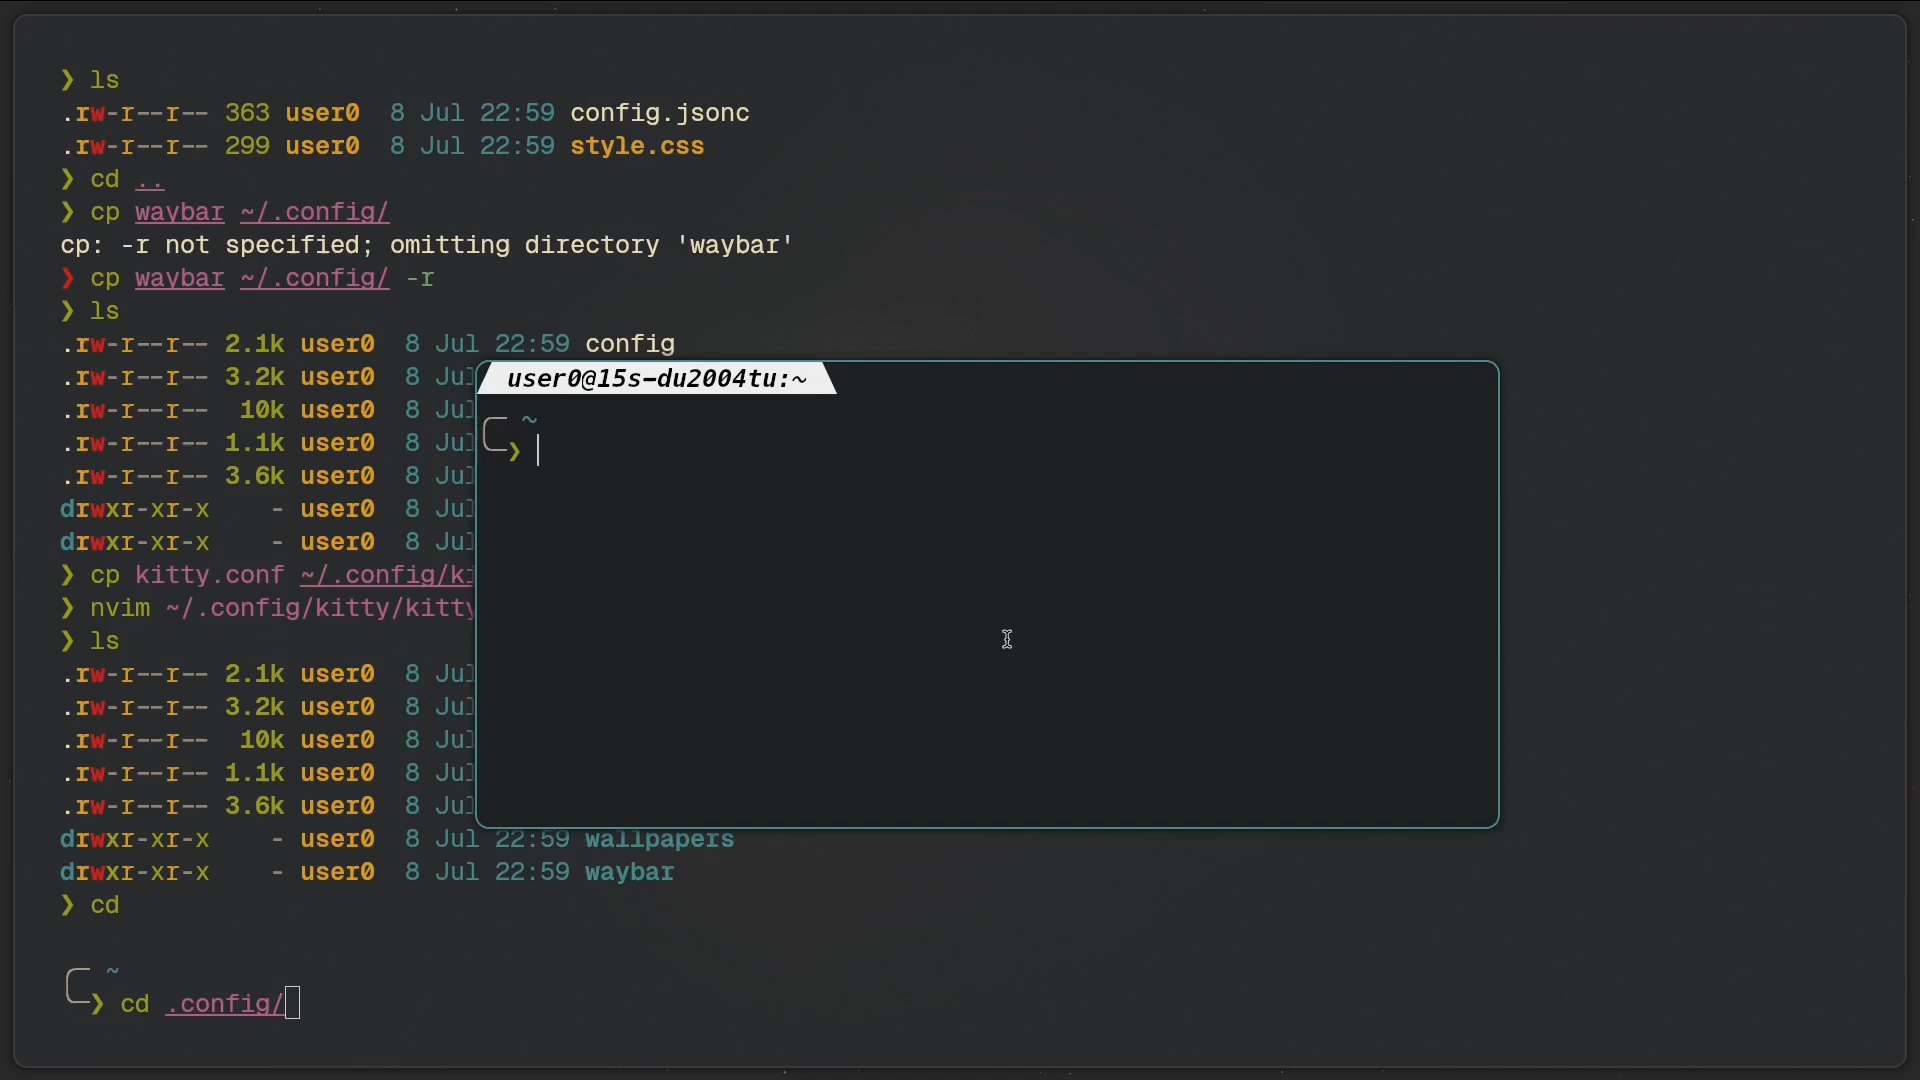 ❯ ls
.rw-r--r-- 363 user0  8 Jul 22:59 config.jsonc
.rw-r--r-- 299 user0  8 Jul 22:59 style.css
❯ cd ..
❯ cp waybar ~/.config/
cp: -r not specified; omitting directory 'waybar'
❯ cp waybar ~/.config/ -r
❯ ls
.rw-r--r-- 2.1k user0  8 Jul 22:59 config
.rw-r--r-- 3.2k user0  8 Jul
.rw-r--r--  10k user0  8 Jul
.rw-r--r-- 1.1k user0  8 Jul
.rw-r--r-- 3.6k user0  8 Jul
drwxr-xr-x    - user0  8 Jul
drwxr-xr-x    - user0  8 Jul
❯ cp kitty.conf ~/.config/ki
❯ nvim ~/.config/kitty/kitty
❯ ls
.rw-r--r-- 2.1k user0  8 Jul
.rw-r--r-- 3.2k user0  8 Jul
.rw-r--r--  10k user0  8 Jul
.rw-r--r-- 1.1k user0  8 Jul
.rw-r--r-- 3.6k user0  8 Jul
drwxr-xr-x    - user0  8 Jul 22:59 wallpapers
drwxr-xr-x    - user0  8 Jul 22:59 waybar
❯ cd
~
❯ cd .config/
user0@15s-du2004tu:~
~
❯